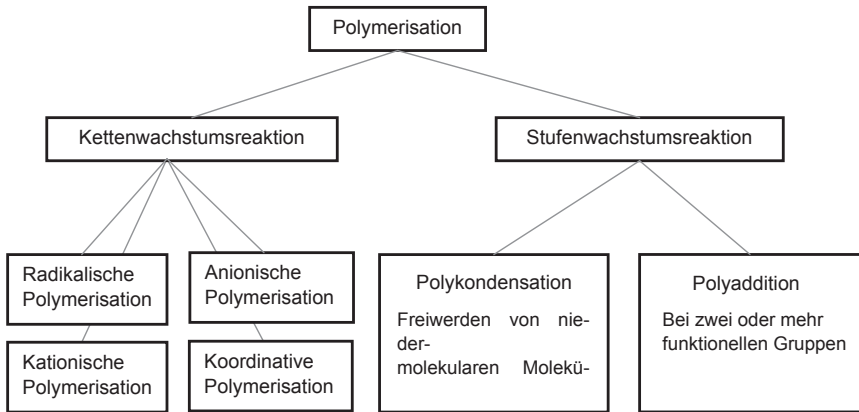 Polymerisation
Kettenwachstumsreaktion
Stufenwachstumsreaktion
Radikalische
Polymerisation
Anionische
Polymerisation
Kationische
Polymerisation
Koordinative
Polymerisation
Polykondensation
Freiwerden von nie-
der-
molekularen Molekü-
Polyaddition
Bei zwei oder mehr
funktionellen Gruppen